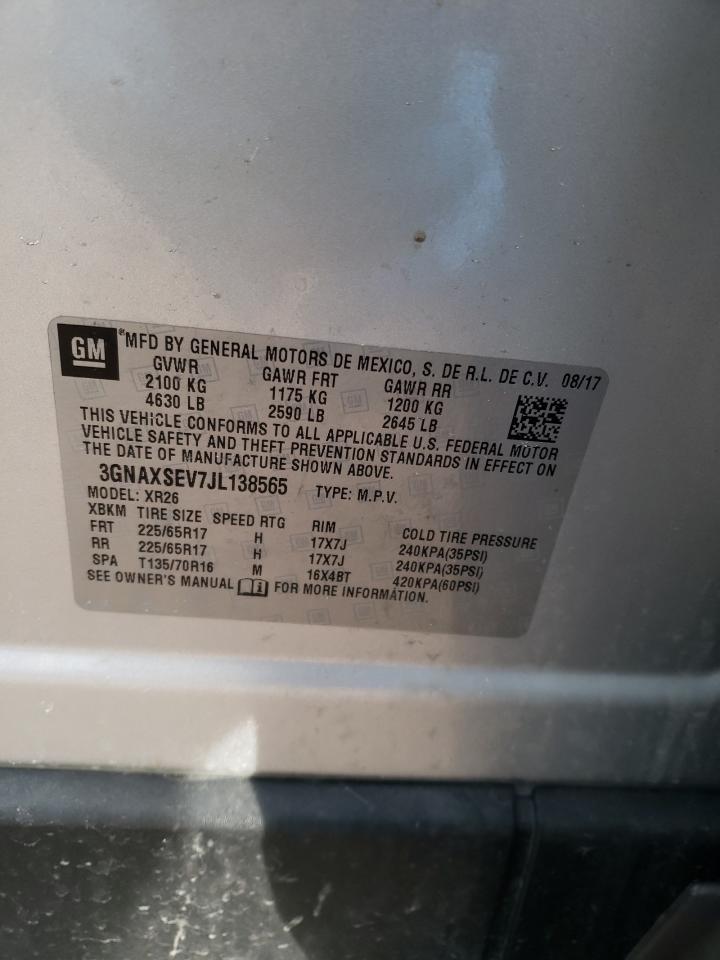 GM
®MFD BY GENERAL MOTORS DE MEXICO, S. DE R.L. DE C.V. 08/17
GVWR GAWR FRT GAWR RR
2100 KG 1175 KG 1200 KG
4630 LB 2590 LB 2645 LB
THIS VEHICLE CONFORMS TO ALL APPLICABLE U.S. FEDERAL MOTOR
VEHICLE SAFETY AND THEFT PREVENTION STANDARDS IN EFFECT ON
THE DATE OF MANUFACTURE SHOWN ABOVE.
3GNAXSEV7JL138565 TYPE: M.P.V.
MODEL: XR26
XBKM TIRE SIZE SPEED RTG RIM COLD TIRE PRESSURE
FRT 225/65R17 H 17X7J 240KPA(35PSI)
RR 225/65R17 H 17X7J 240KPA(35PSI)
SPA T135/70R16 M 16X4BT 420KPA(60PSI)
SEE OWNER'S MANUAL i FOR MORE INFORMATION.